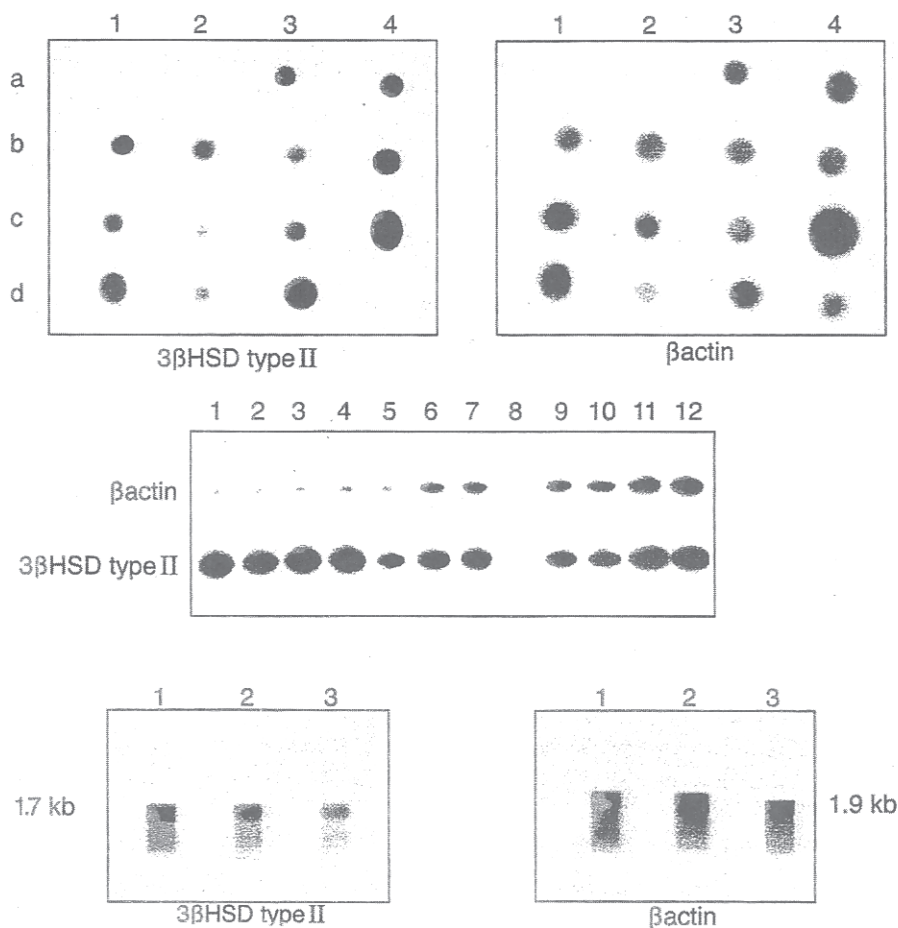 1 2 3 4
1 2 3 4
a
b
c
d
3βHSD type II
βactin
1 2 3 4 5 6 7 8 9 10 11 12
βactin
3βHSD type II
1 2 3
1 2 3
1.7 kb
1.9 kb
3βHSD type II
βactin